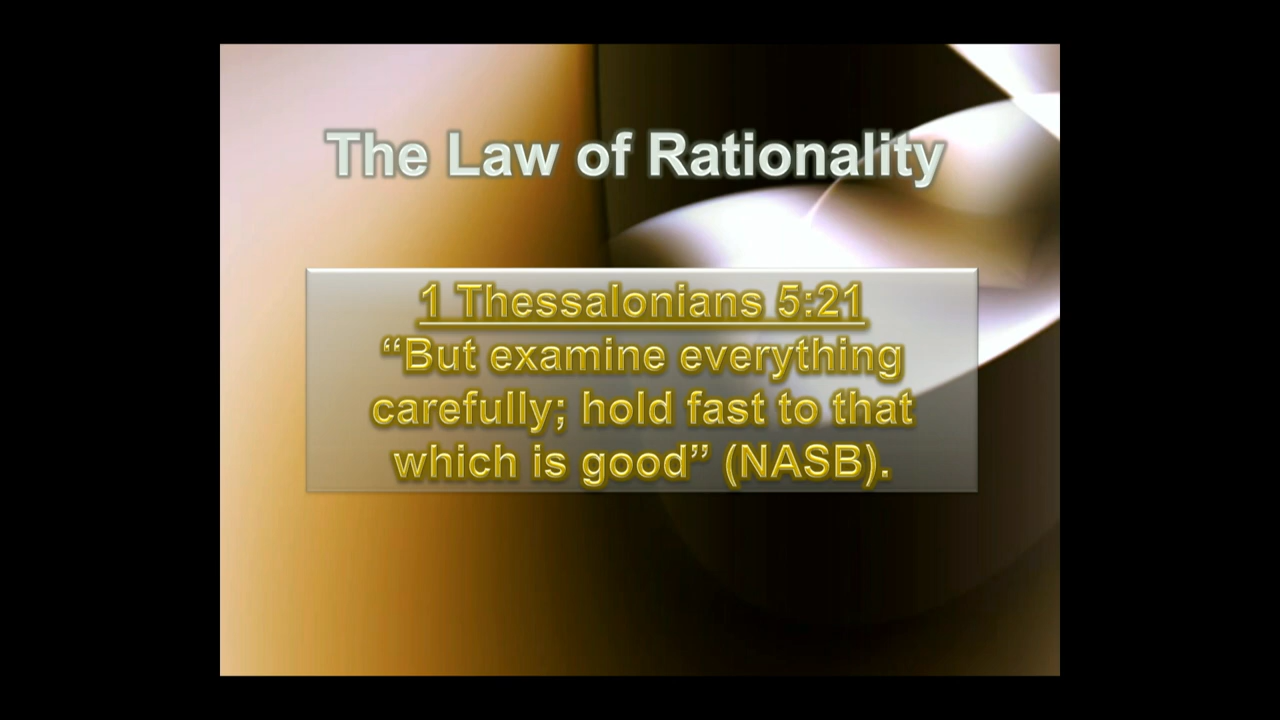 The Law of Rationality
1 Thessalonians 5:21
“But examine everything
carefully; hold fast to that
which is good” (NASB).